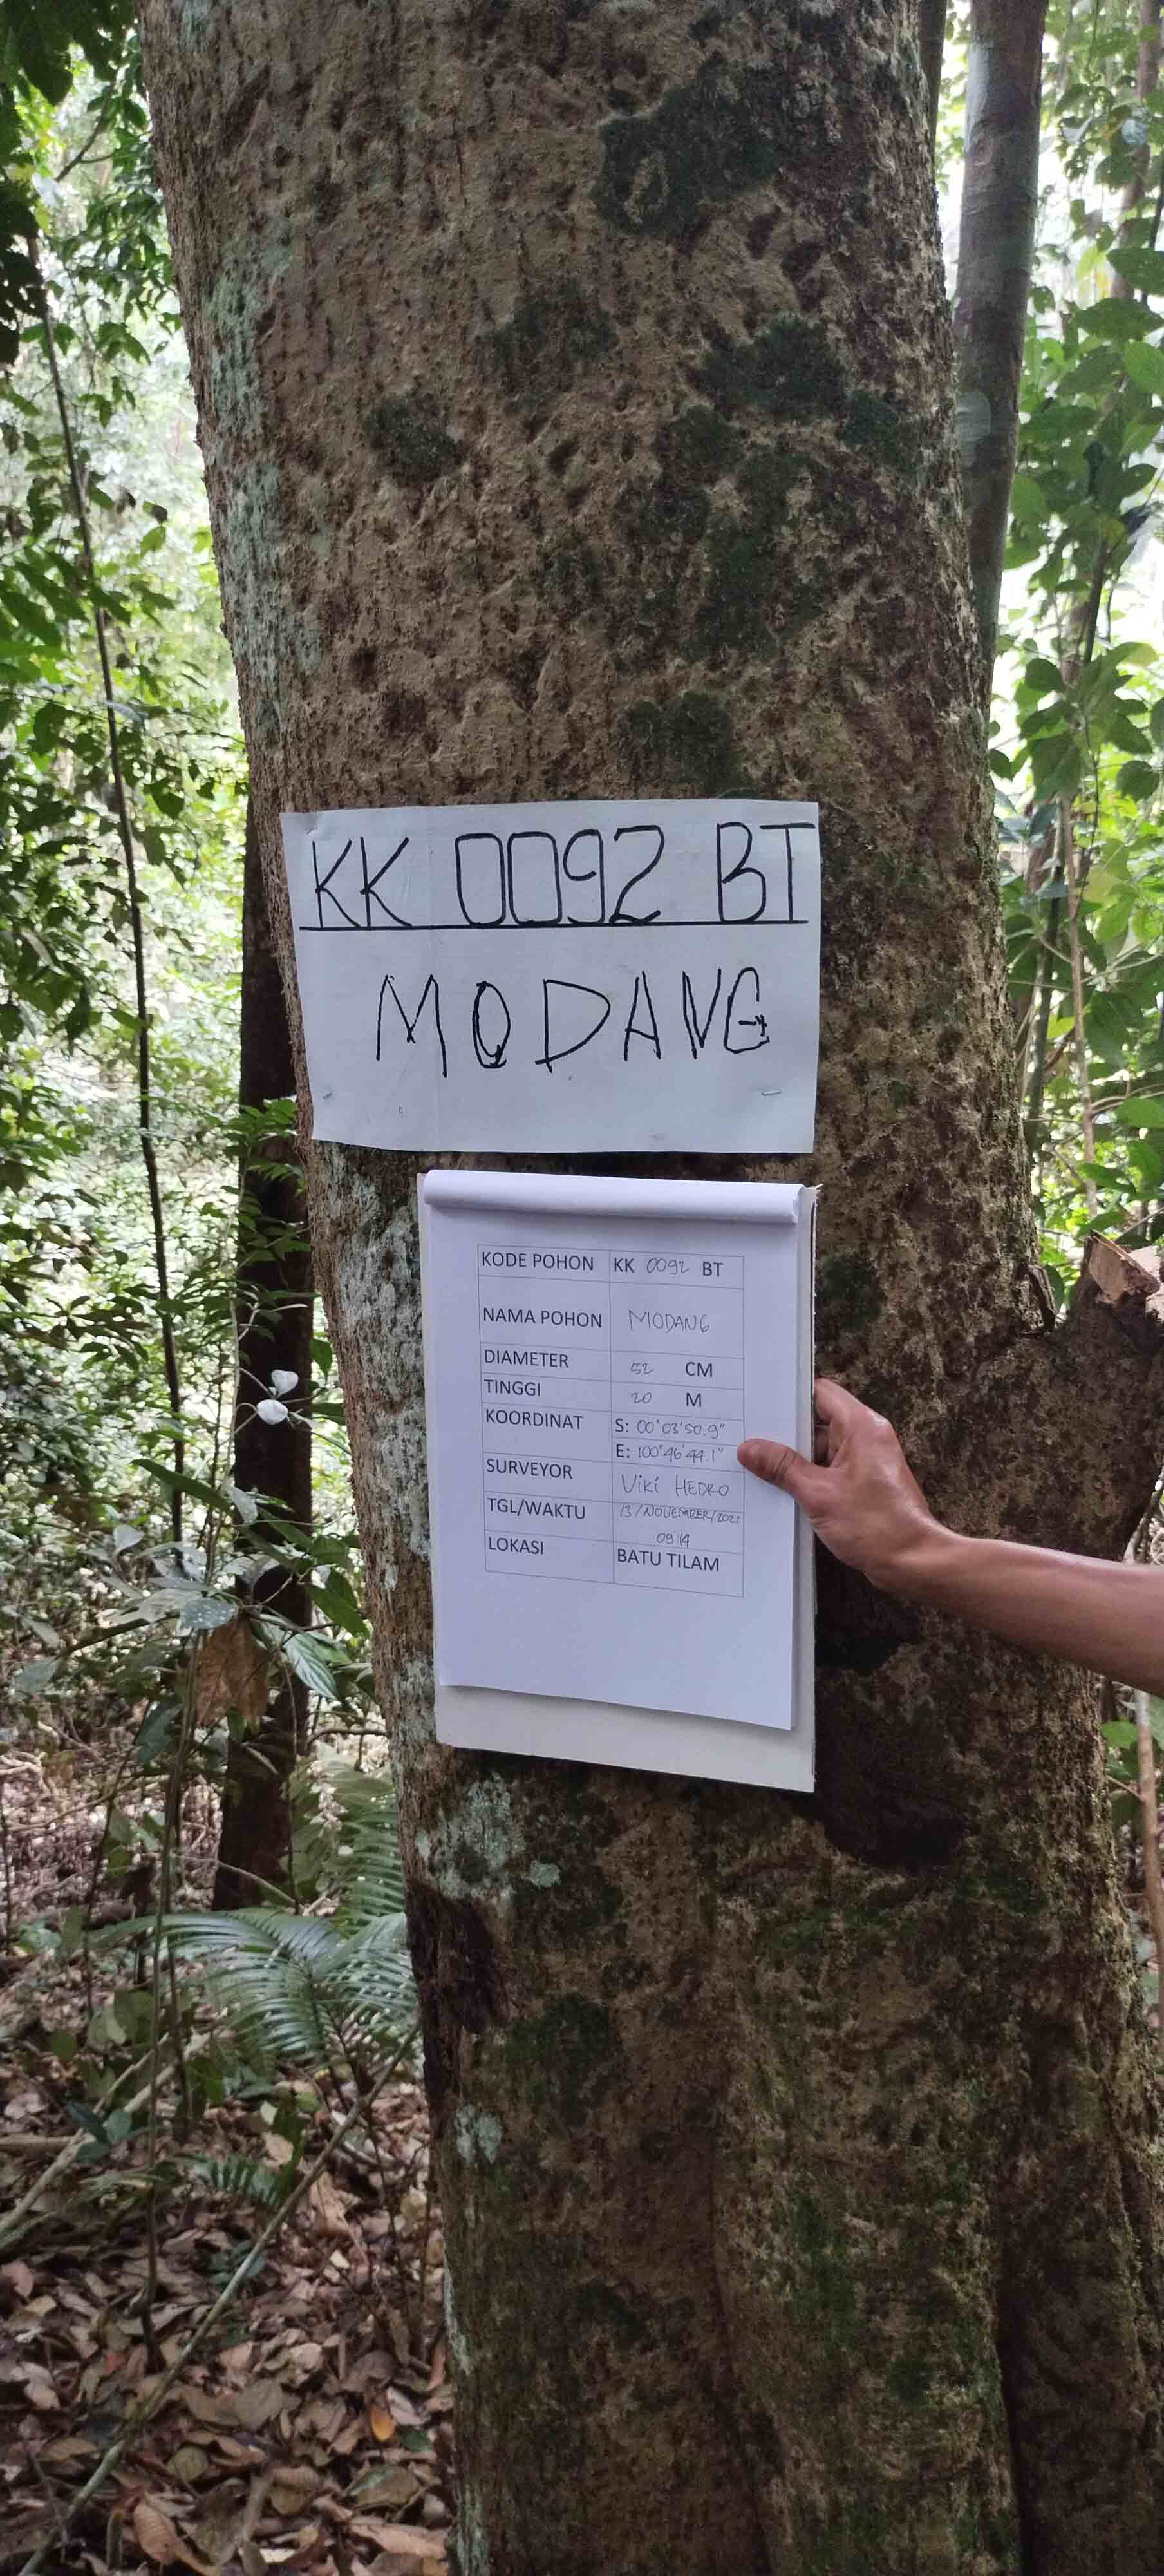 KK 0092 BT
MODANG
KODE POHON KK 0092 BT
NAMA POHON MODANG
DIAMETER 52 CM
TINGGI 20 M
KOORDINAT S: 00°03'50.9"
E: 100°46'44.1"
SURVEYOR Viki HEDRO
TGL/WAKTU 13/NOVEMBER/2021
09:14
LOKASI BATU TILAM